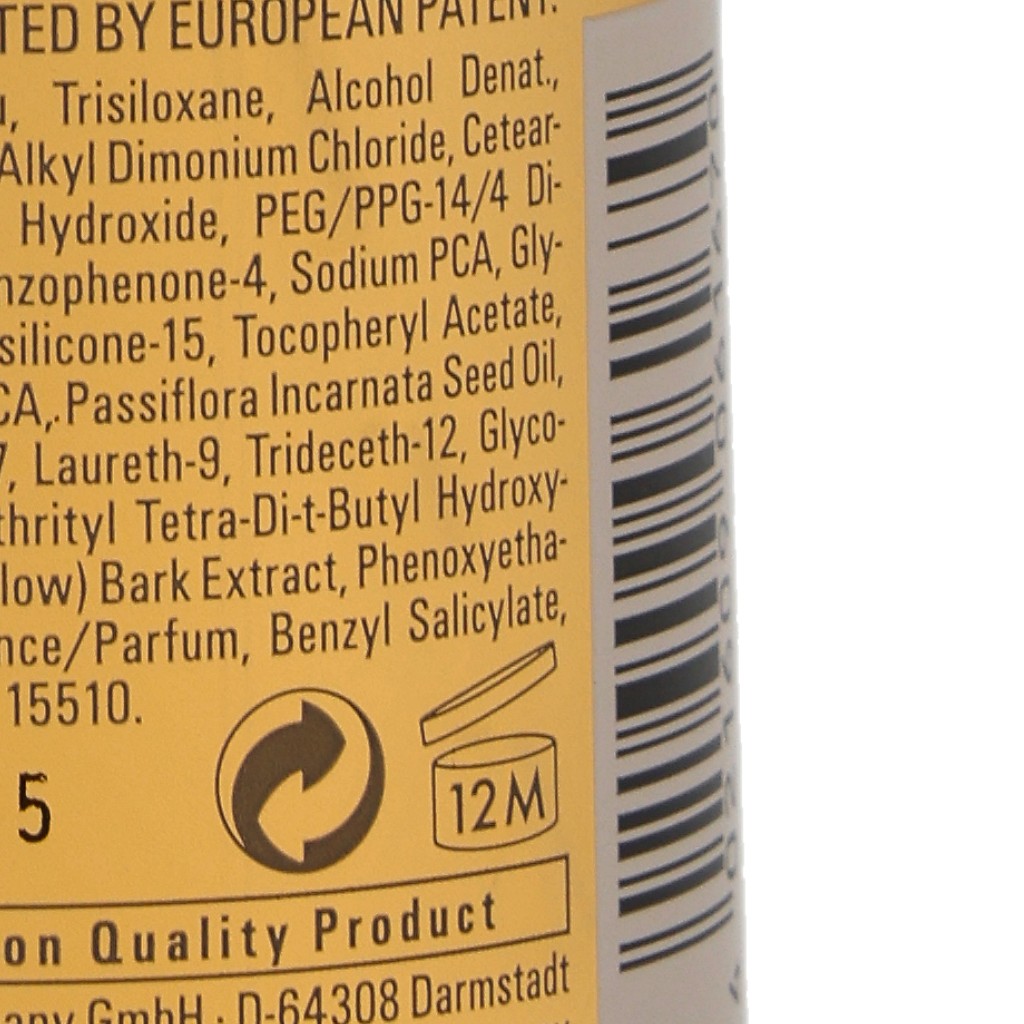 TED BY EUROPEAN PATENT.
, Trisiloxane, Alcohol Denat.,
Alkyl Dimonium Chloride, Cetear-
Hydroxide, PEG/PPG-14/4 Di-
nzophenone-4, Sodium PCA, Gly-
silicone-15, Tocopheryl Acetate,
CA, Passiflora Incarnata Seed Oil,
7, Laureth-9, Trideceth-12, Glyco-
thrityl Tetra-Di-t-Butyl Hydroxy-
low) Bark Extract, Phenoxyetha-
nce/Parfum, Benzyl Salicylate,
15510.
5
12M
on Quality Product
any GmbH · D-64308 Darmstadt